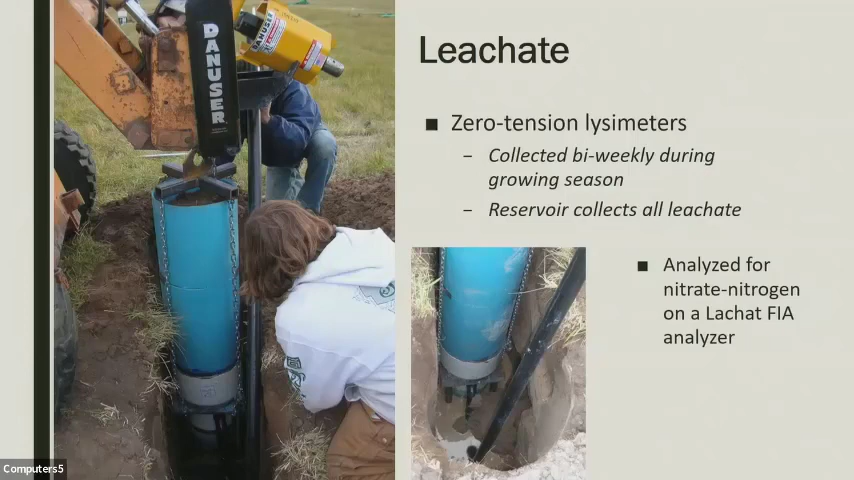 DANUSER
DANUSER
Leachate
■ Zero-tension lysimeters
– Collected bi-weekly during
growing season
– Reservoir collects all leachate
■ Analyzed for
nitrate-nitrogen
on a Lachat FIA
analyzer
Computers5